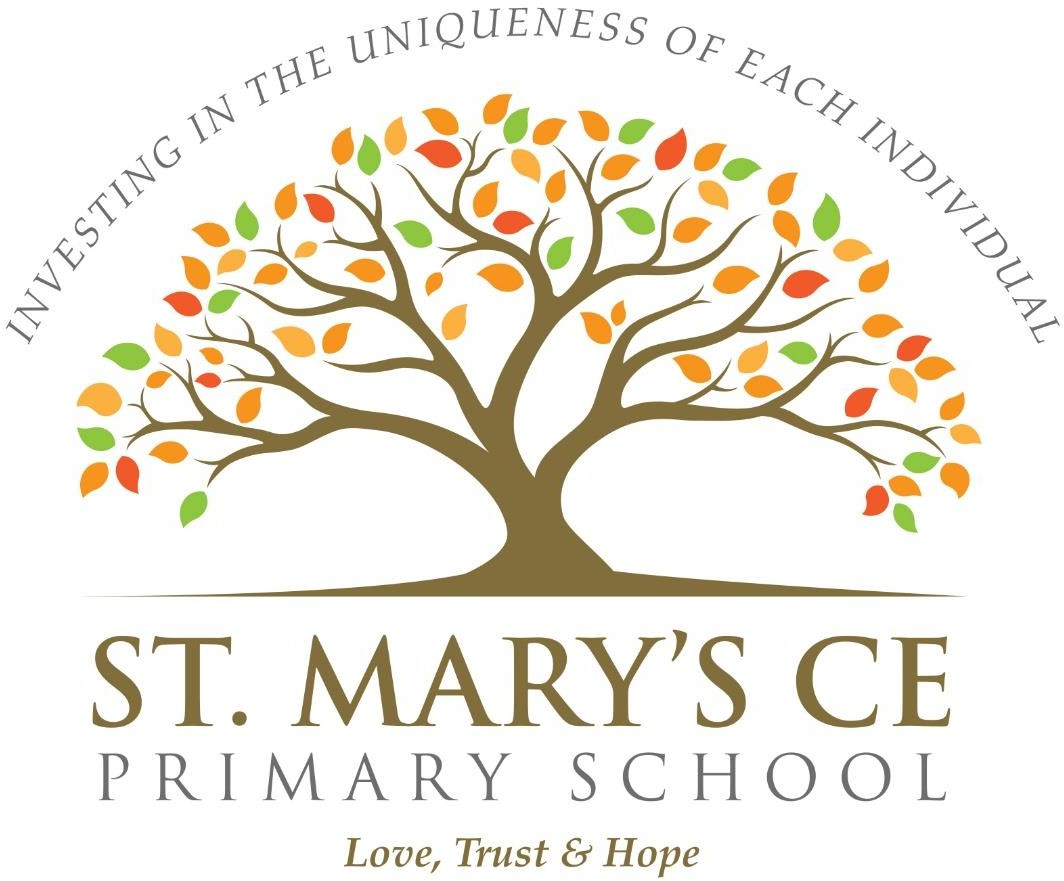 INVESTING IN THE UNIQUENESS OF EACH INDIVIDUAL
ST. MARY'S CE
PRIMARY SCHOOL
Love, Trust & Hope